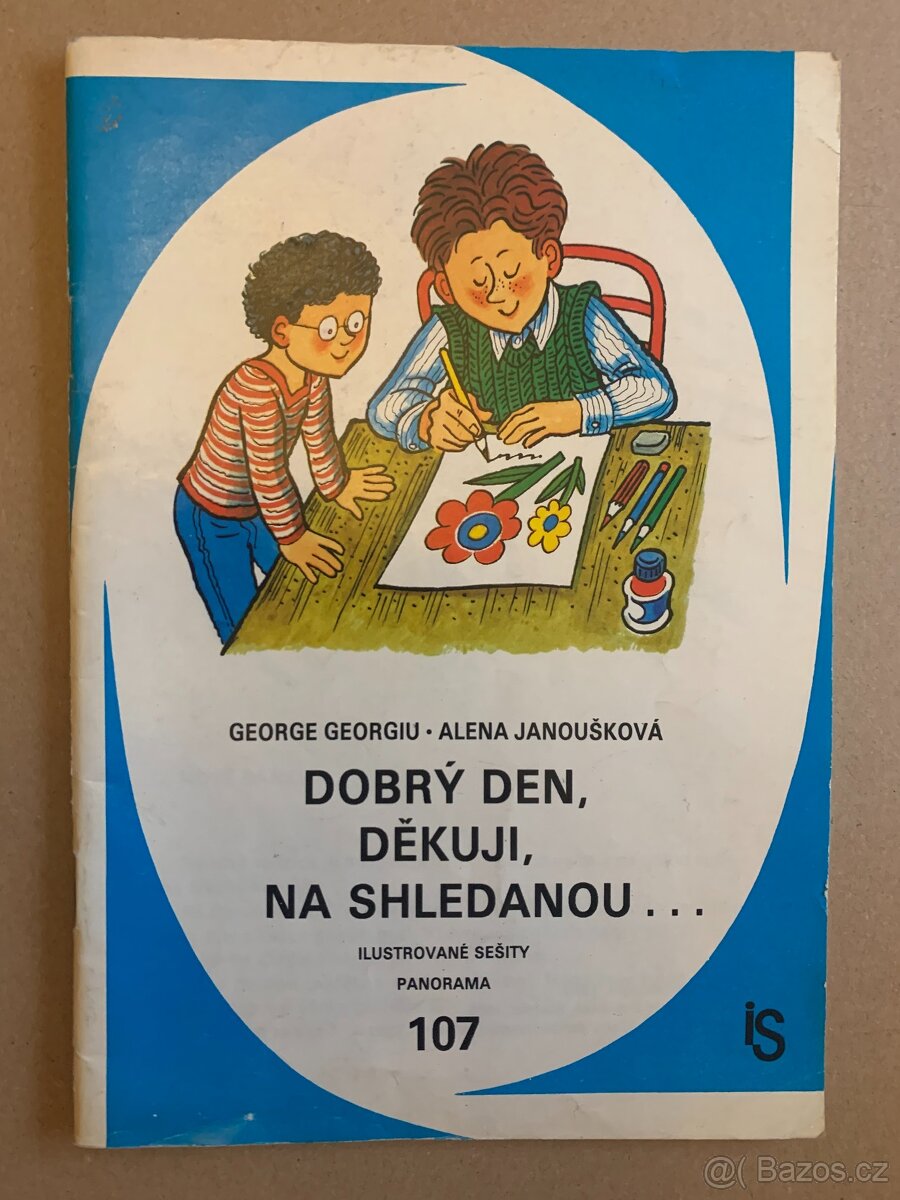 GEORGE GEORGIU • ALENA JANOUŠKOVÁ
DOBRÝ DEN,
DĚKUJI,
NA SHLEDANOU...
ILUSTROVANÉ SEŠITY
PANORAMA
107
iS
@( Bazos.cz